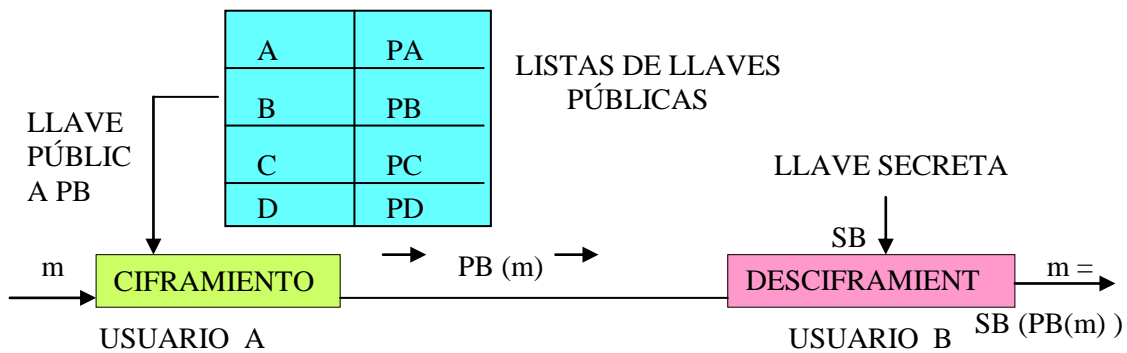 A PA
B PB
C PC
D PD
LISTAS DE LLAVES
PÚBLICAS
LLAVE
PÚBLIC
A PB
LLAVE SECRETA
SB
m
CIFRAMIENTO
PB (m)
DESCIFRAMIENT
m =
SB (PB(m) )
USUARIO A
USUARIO B